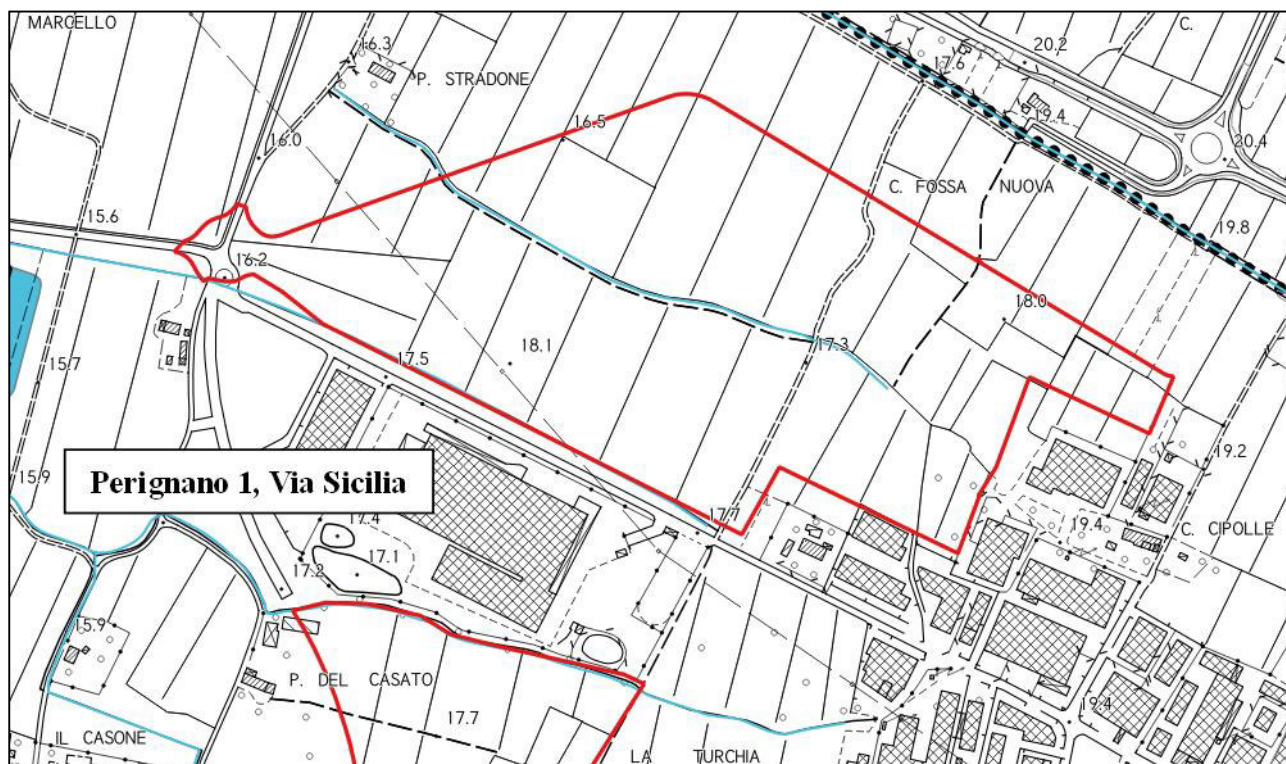 MARCELLO
16.3
P. STRADONE
20.2
C.
17.6
19.4
20.4
16.5
16.0
C. FOSSA NUOVA
15.6
19.8
16.2
18.0
15.7
17.5
18.1
17.3
Perignano 1, Via Sicilia
15.9
19.2
17.4
17.7
19.4
C. CIPOLLE
17.1
17.2
15.9
P. DEL CASATO
17.7
19.4
IL CASONE
LA TURCHIA